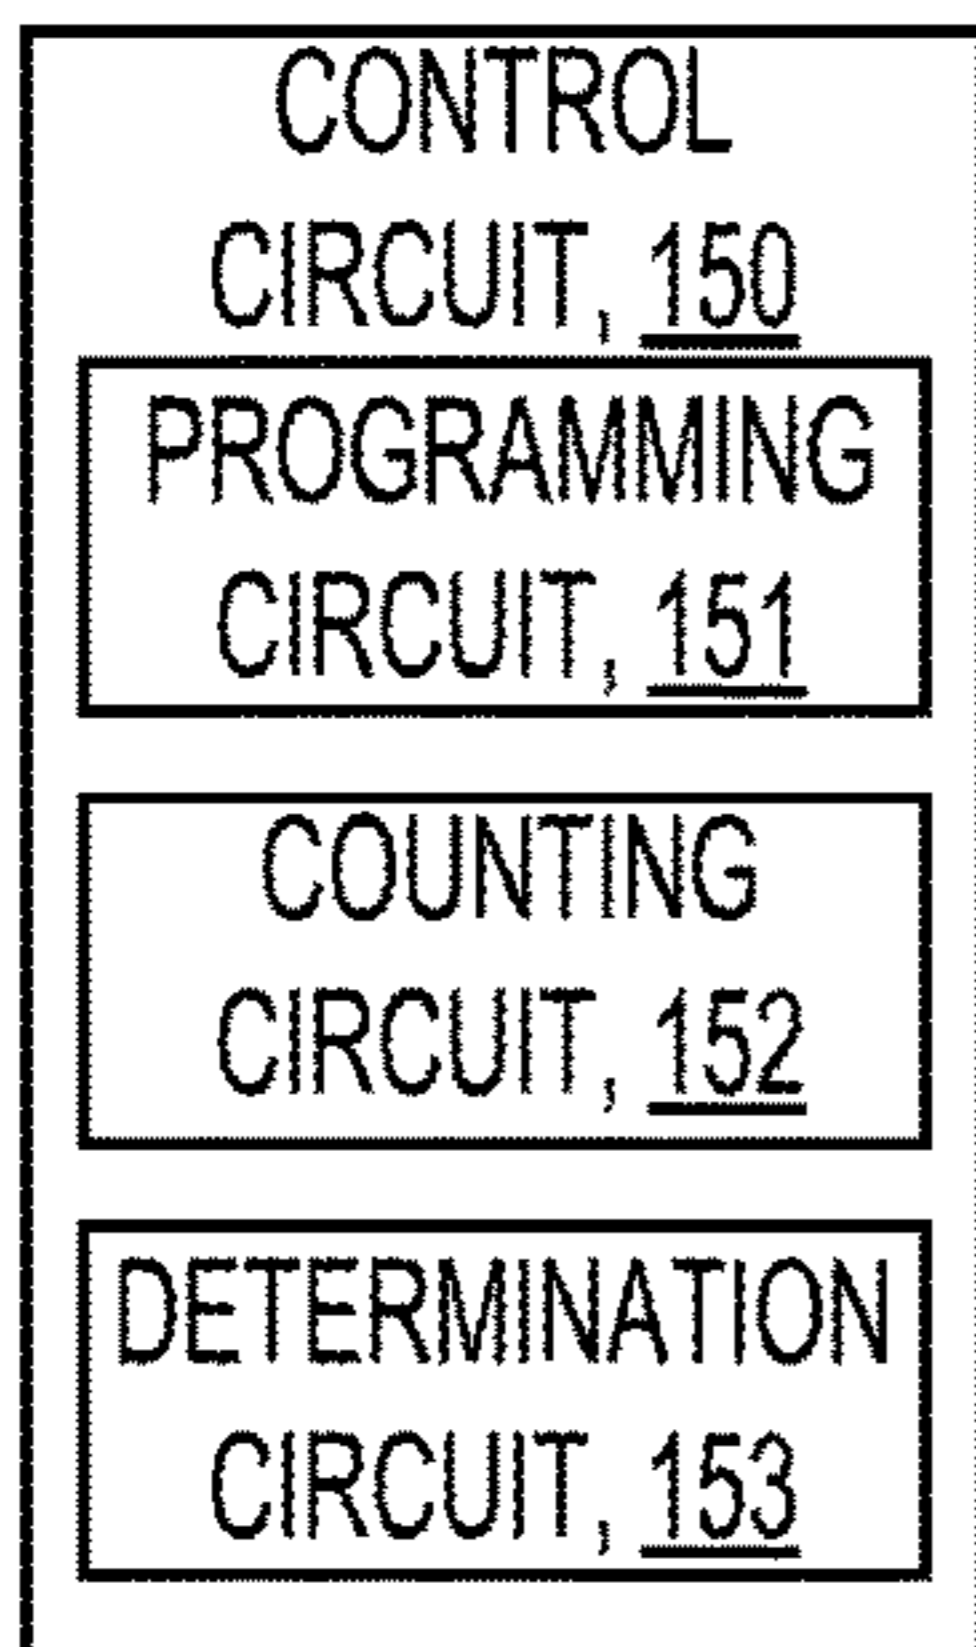 CONTROL
CIRCUIT, 150
PROGRAMMING
CIRCUIT, 151
COUNTING
CIRCUIT, 152
DETERMINATION
CIRCUIT, 153